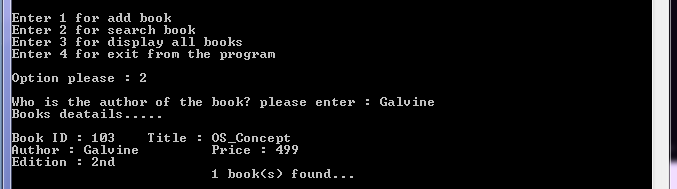 Enter 1 for add book
Enter 2 for search book
Enter 3 for display all books
Enter 4 for exit from the program
Option please : 2
Who is the author of the book? please enter : Galvine
Books deatails.....
Book ID : 103    Title : OS_Concept
Author : Galvine         Price : 499
Edition : 2nd
1 book(s) found...